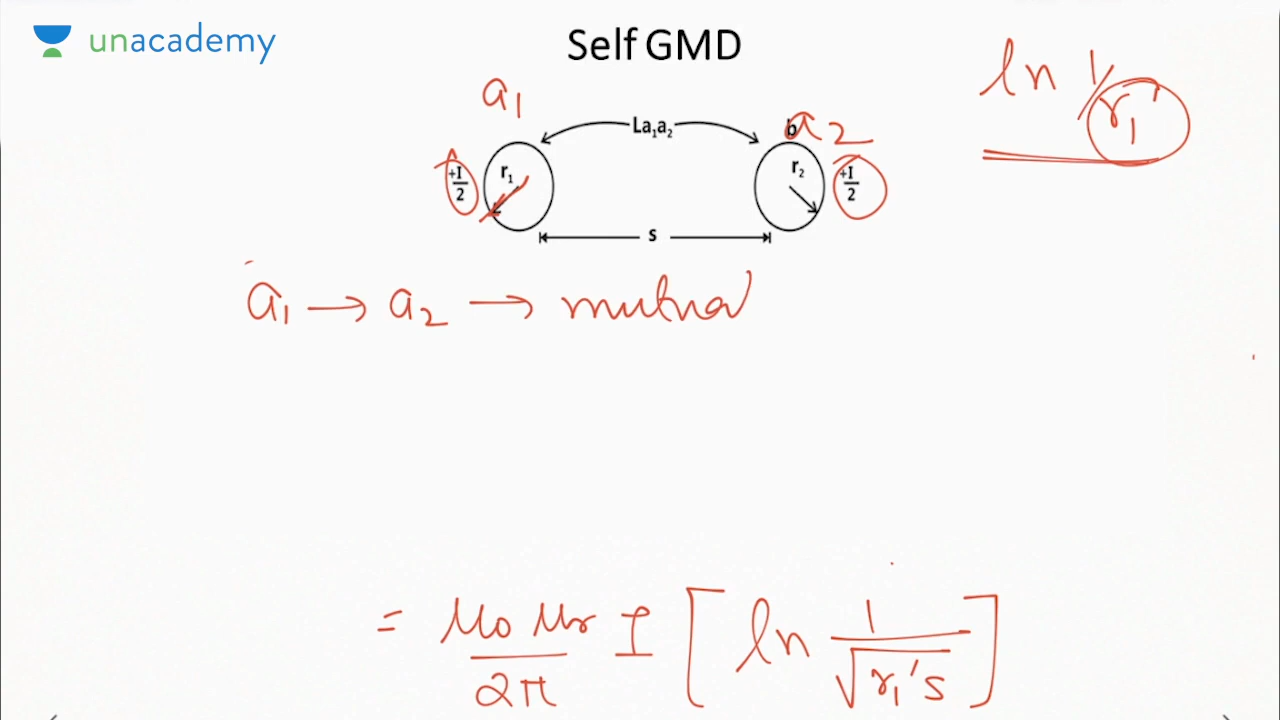 unacademy
Self GMD
ln 1/r₁'
a₁
La₁a₂
b a₂
+I/2 r₁ r₂ +I/2
s
a₁ → a₂ → mutual
= μ₀ μr / 2π I [ ln 1 / √r₁'s ]